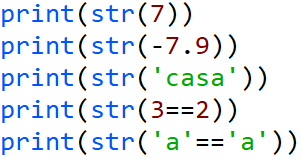 print(str(7))
print(str(-7.9))
print(str('casa'))
print(str(3==2))
print(str('a'=='a'))